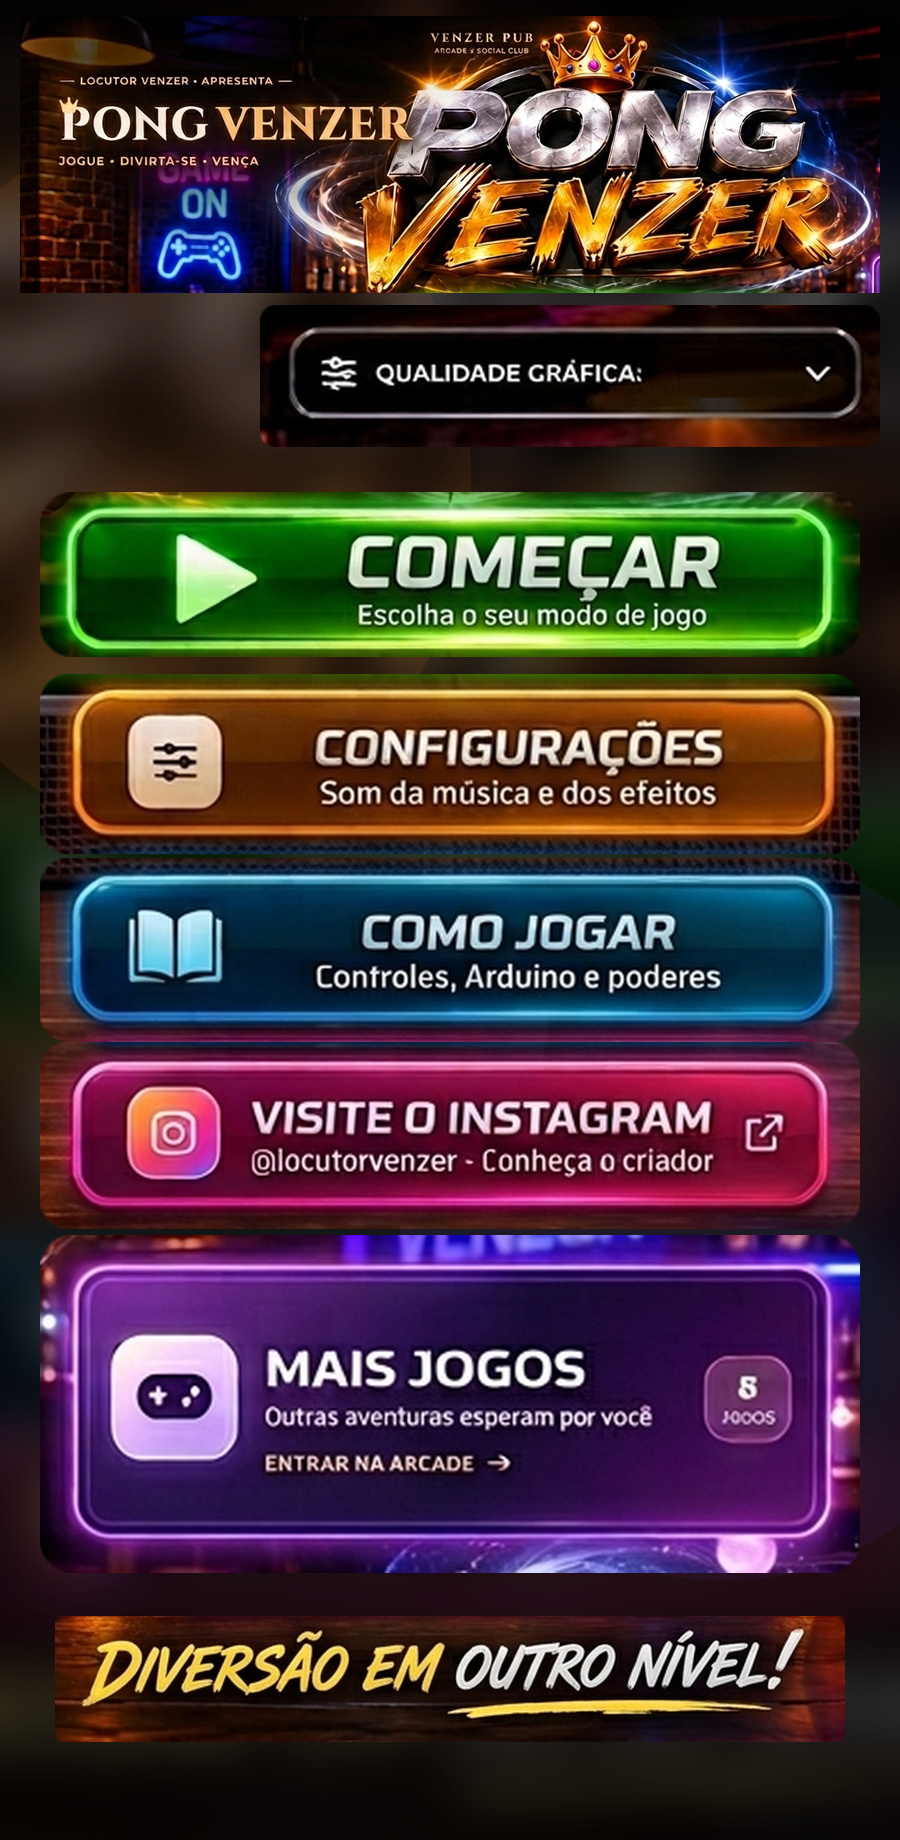 VENZER PUB
ARCADE x SOCIAL CLUB
— LOCUTOR VENZER • APRESENTA —
PONG VENZER
JOGUE • DIVIRTA-SE • VENÇA
PONG
VENZER
GAME
ON
QUALIDADE GRÁFICA:
COMEÇAR
Escolha o seu modo de jogo
CONFIGURAÇÕES
Som da música e dos efeitos
COMO JOGAR
Controles, Arduino e poderes
VISITE O INSTAGRAM
@locutorvenzer - Conheça o criador
MAIS JOGOS
Outras aventuras esperam por você
ENTRAR NA ARCADE →
DIVERSÃO EM OUTRO NÍVEL!